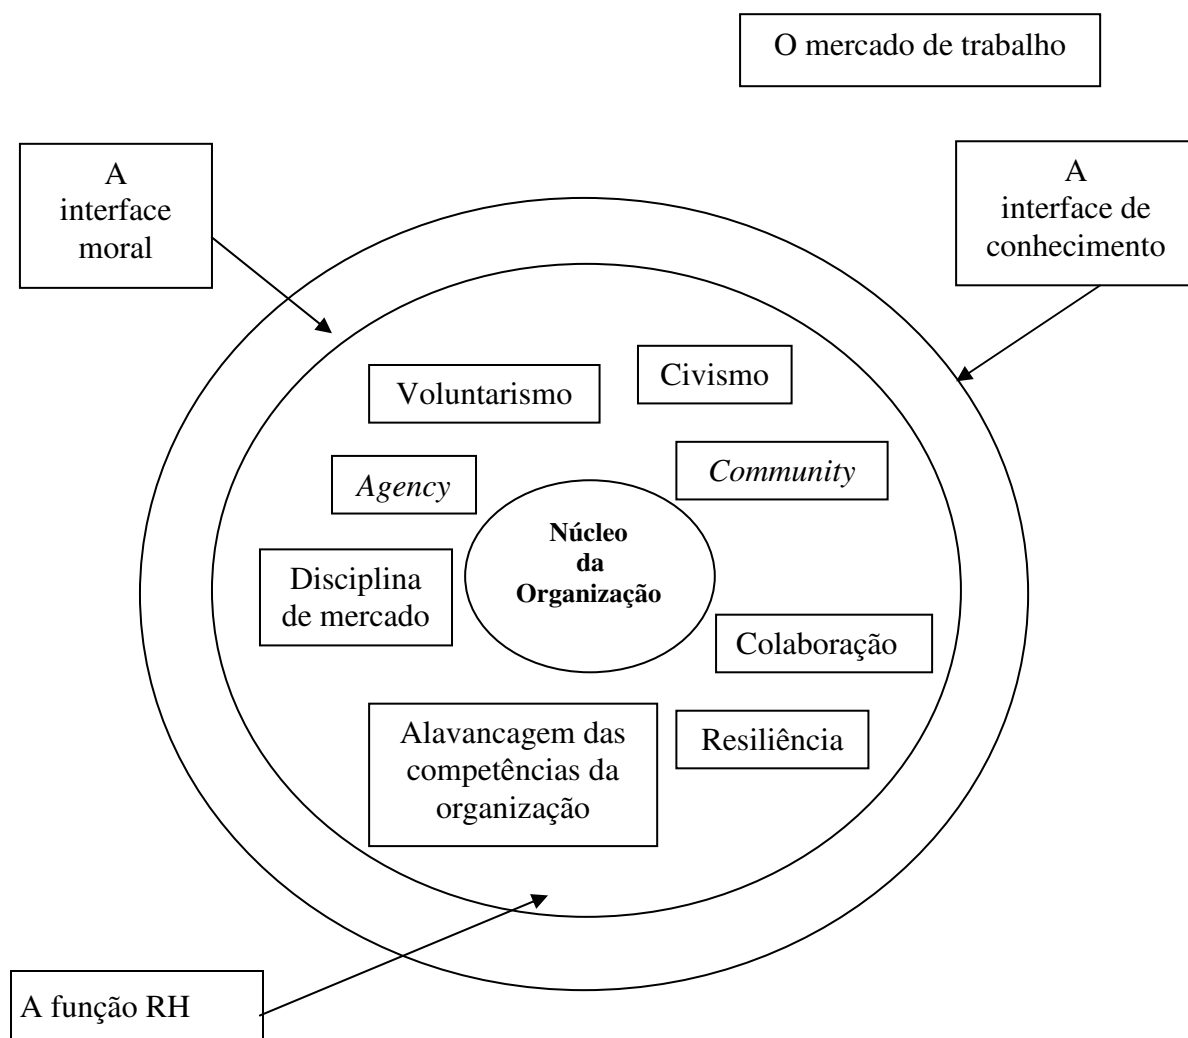 O mercado de trabalho
A
interface
moral
A
interface de
conhecimento
Voluntarismo
Civismo
Agency
Community
Núcleo
da
Organização
Disciplina
de mercado
Colaboração
Alavancagem das
competências da
organização
Resiliência
A função RH